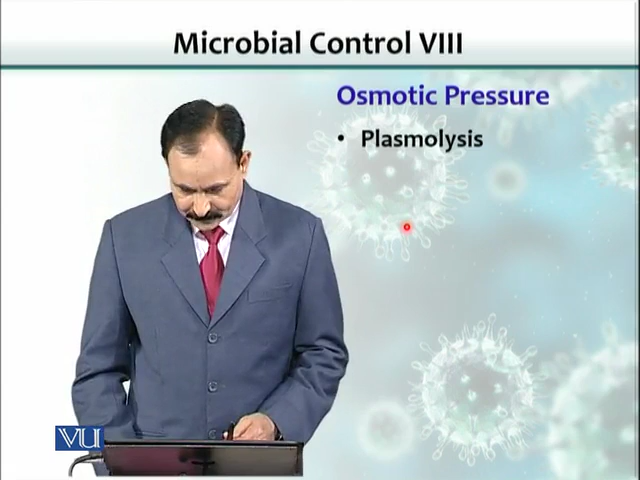 Microbial Control VIII
Osmotic Pressure
• Plasmolysis
VU